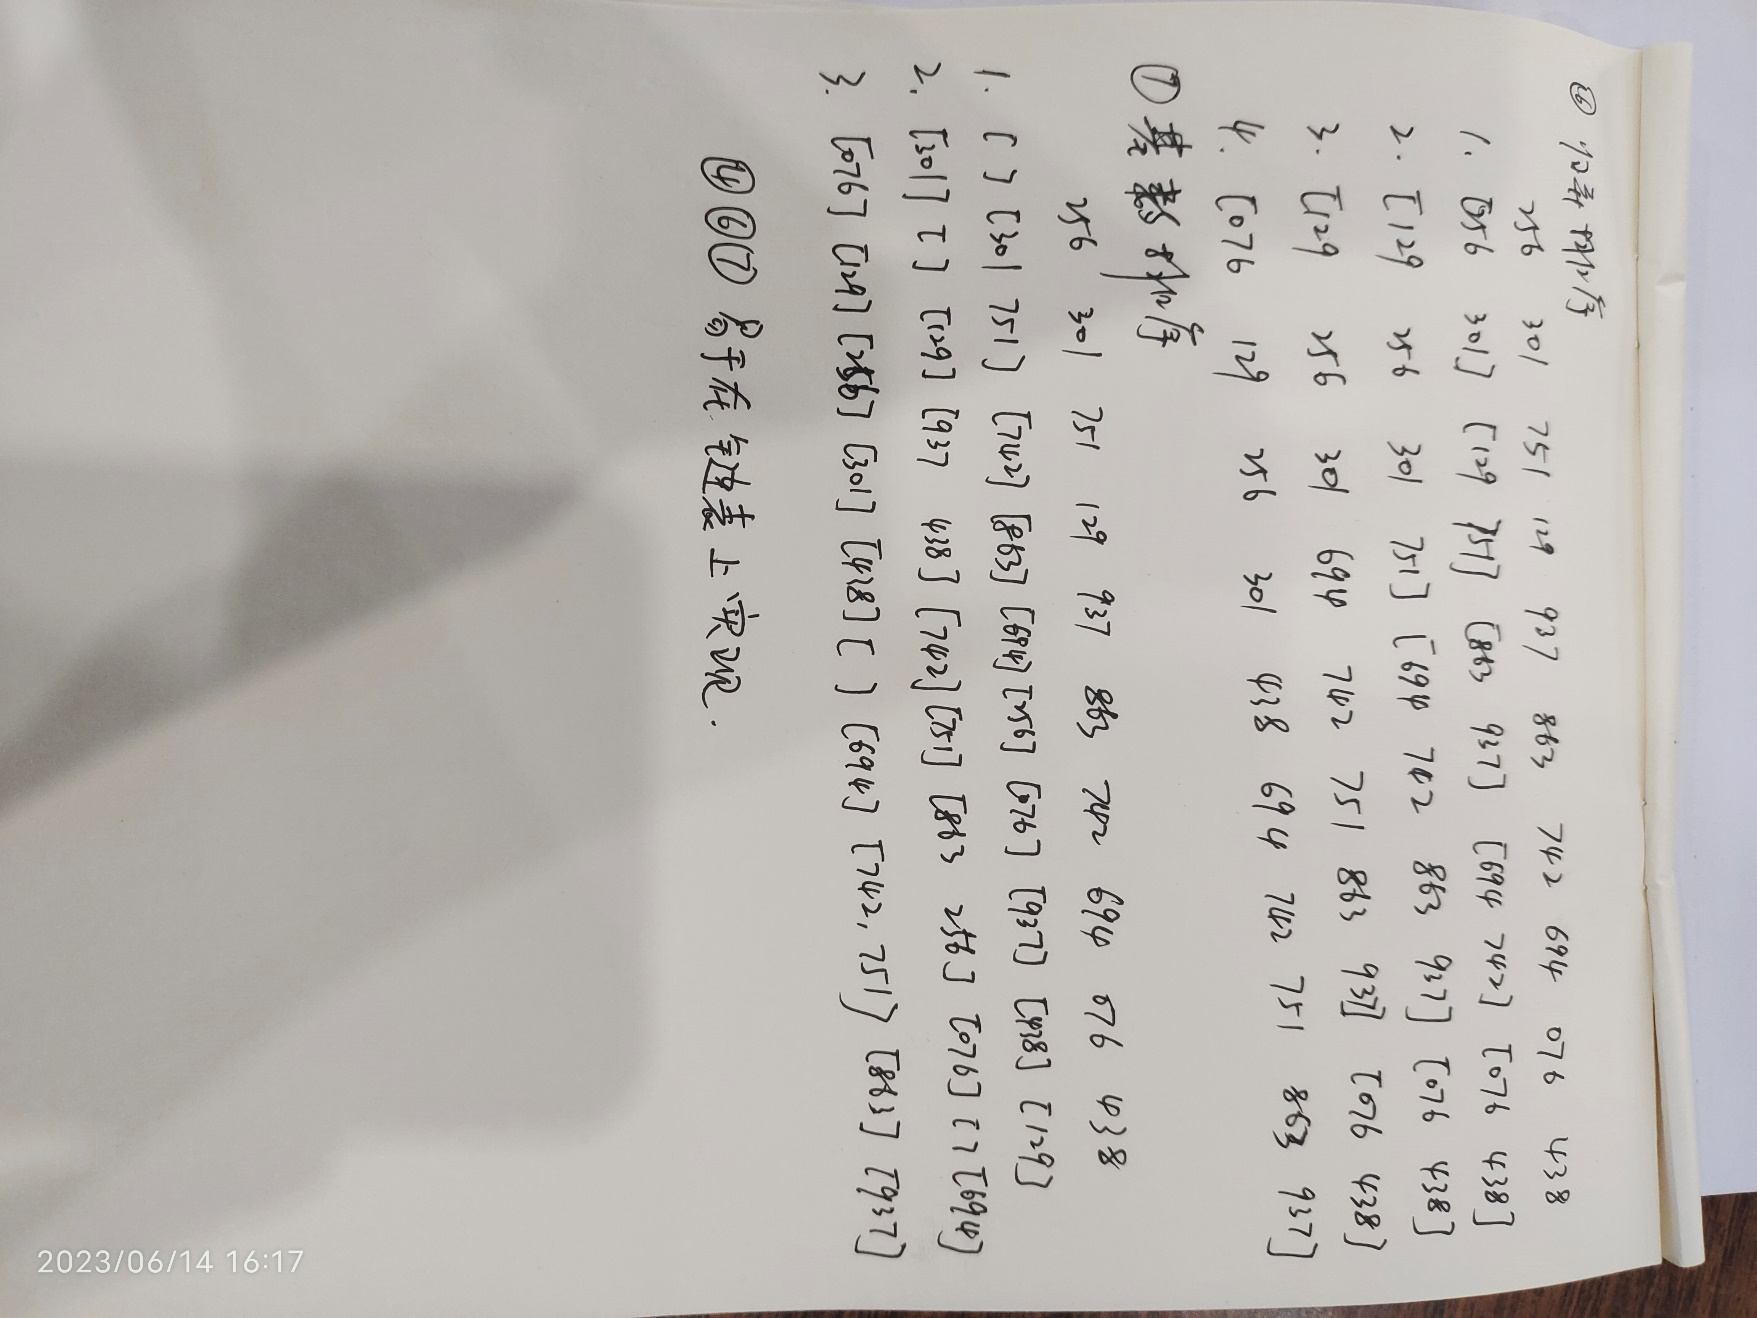 ⑥ 归并排序
256 301 751 129 937 863 742 694 076 438
1. [256 301] [129 751] [863 937] [694 742] [076 438]
2. [129 256 301 751] [694 742 863 937] [076 438]
3. [129 256 301 694 742 751 863 937] [076 438]
4. [076 129 256 301 438 694 742 751 863 937]
⑦ 基数排序
256 301 751 129 937 863 742 694 076 438
1. [ ] [301 751] [742] [863] [694] [256] [076] [937] [438] [129]
2. [301] [ ] [129] [937 438] [742] [751] [863 256] [076] [ ] [694]
3. [076] [129] [256] [301] [438] [ ] [694] [742, 751] [863] [937]
④⑥⑦ 易于在链表上实现.
2023/06/14 16:17